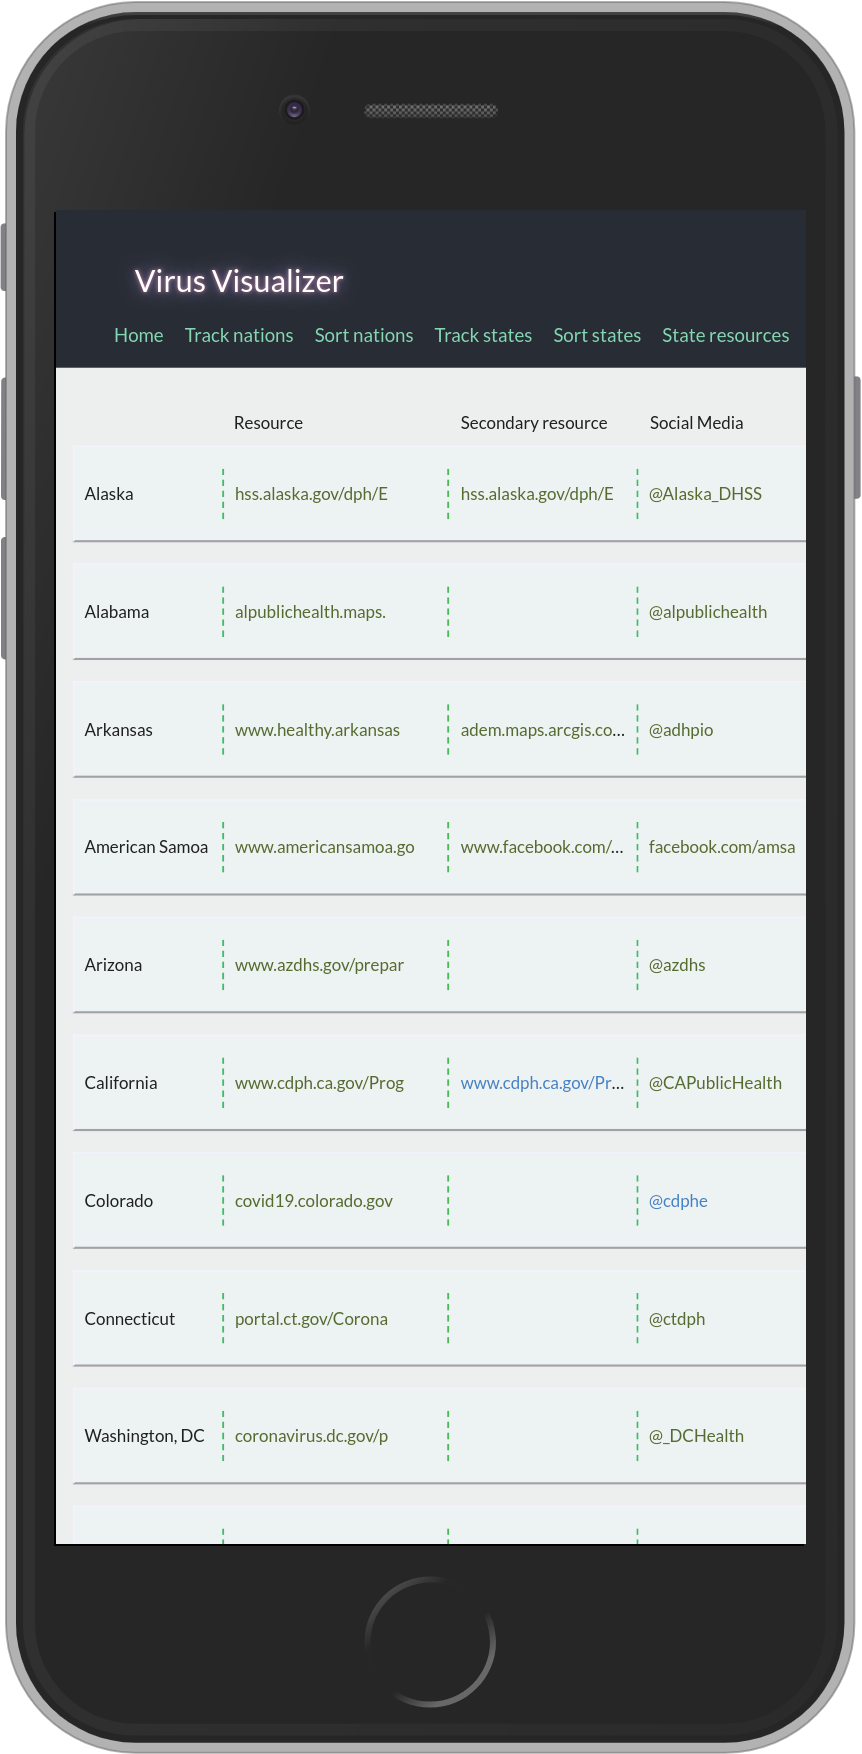 Virus Visualizer
Home Track nations Sort nations Track states Sort states State resources
Resource Secondary resource Social Media
Alaska hss.alaska.gov/dph/E hss.alaska.gov/dph/E @Alaska_DHSS
Alabama alpublichealth.maps. @alpublichealth
Arkansas www.healthy.arkansas adem.maps.arcgis.co... @adhpio
American Samoa www.americansamoa.go www.facebook.com/... facebook.com/amsa
Arizona www.azdhs.gov/prepar @azdhs
California www.cdph.ca.gov/Prog www.cdph.ca.gov/Pr... @CAPublicHealth
Colorado covid19.colorado.gov @cdphe
Connecticut portal.ct.gov/Corona @ctdph
Washington, DC coronavirus.dc.gov/p @_DCHealth